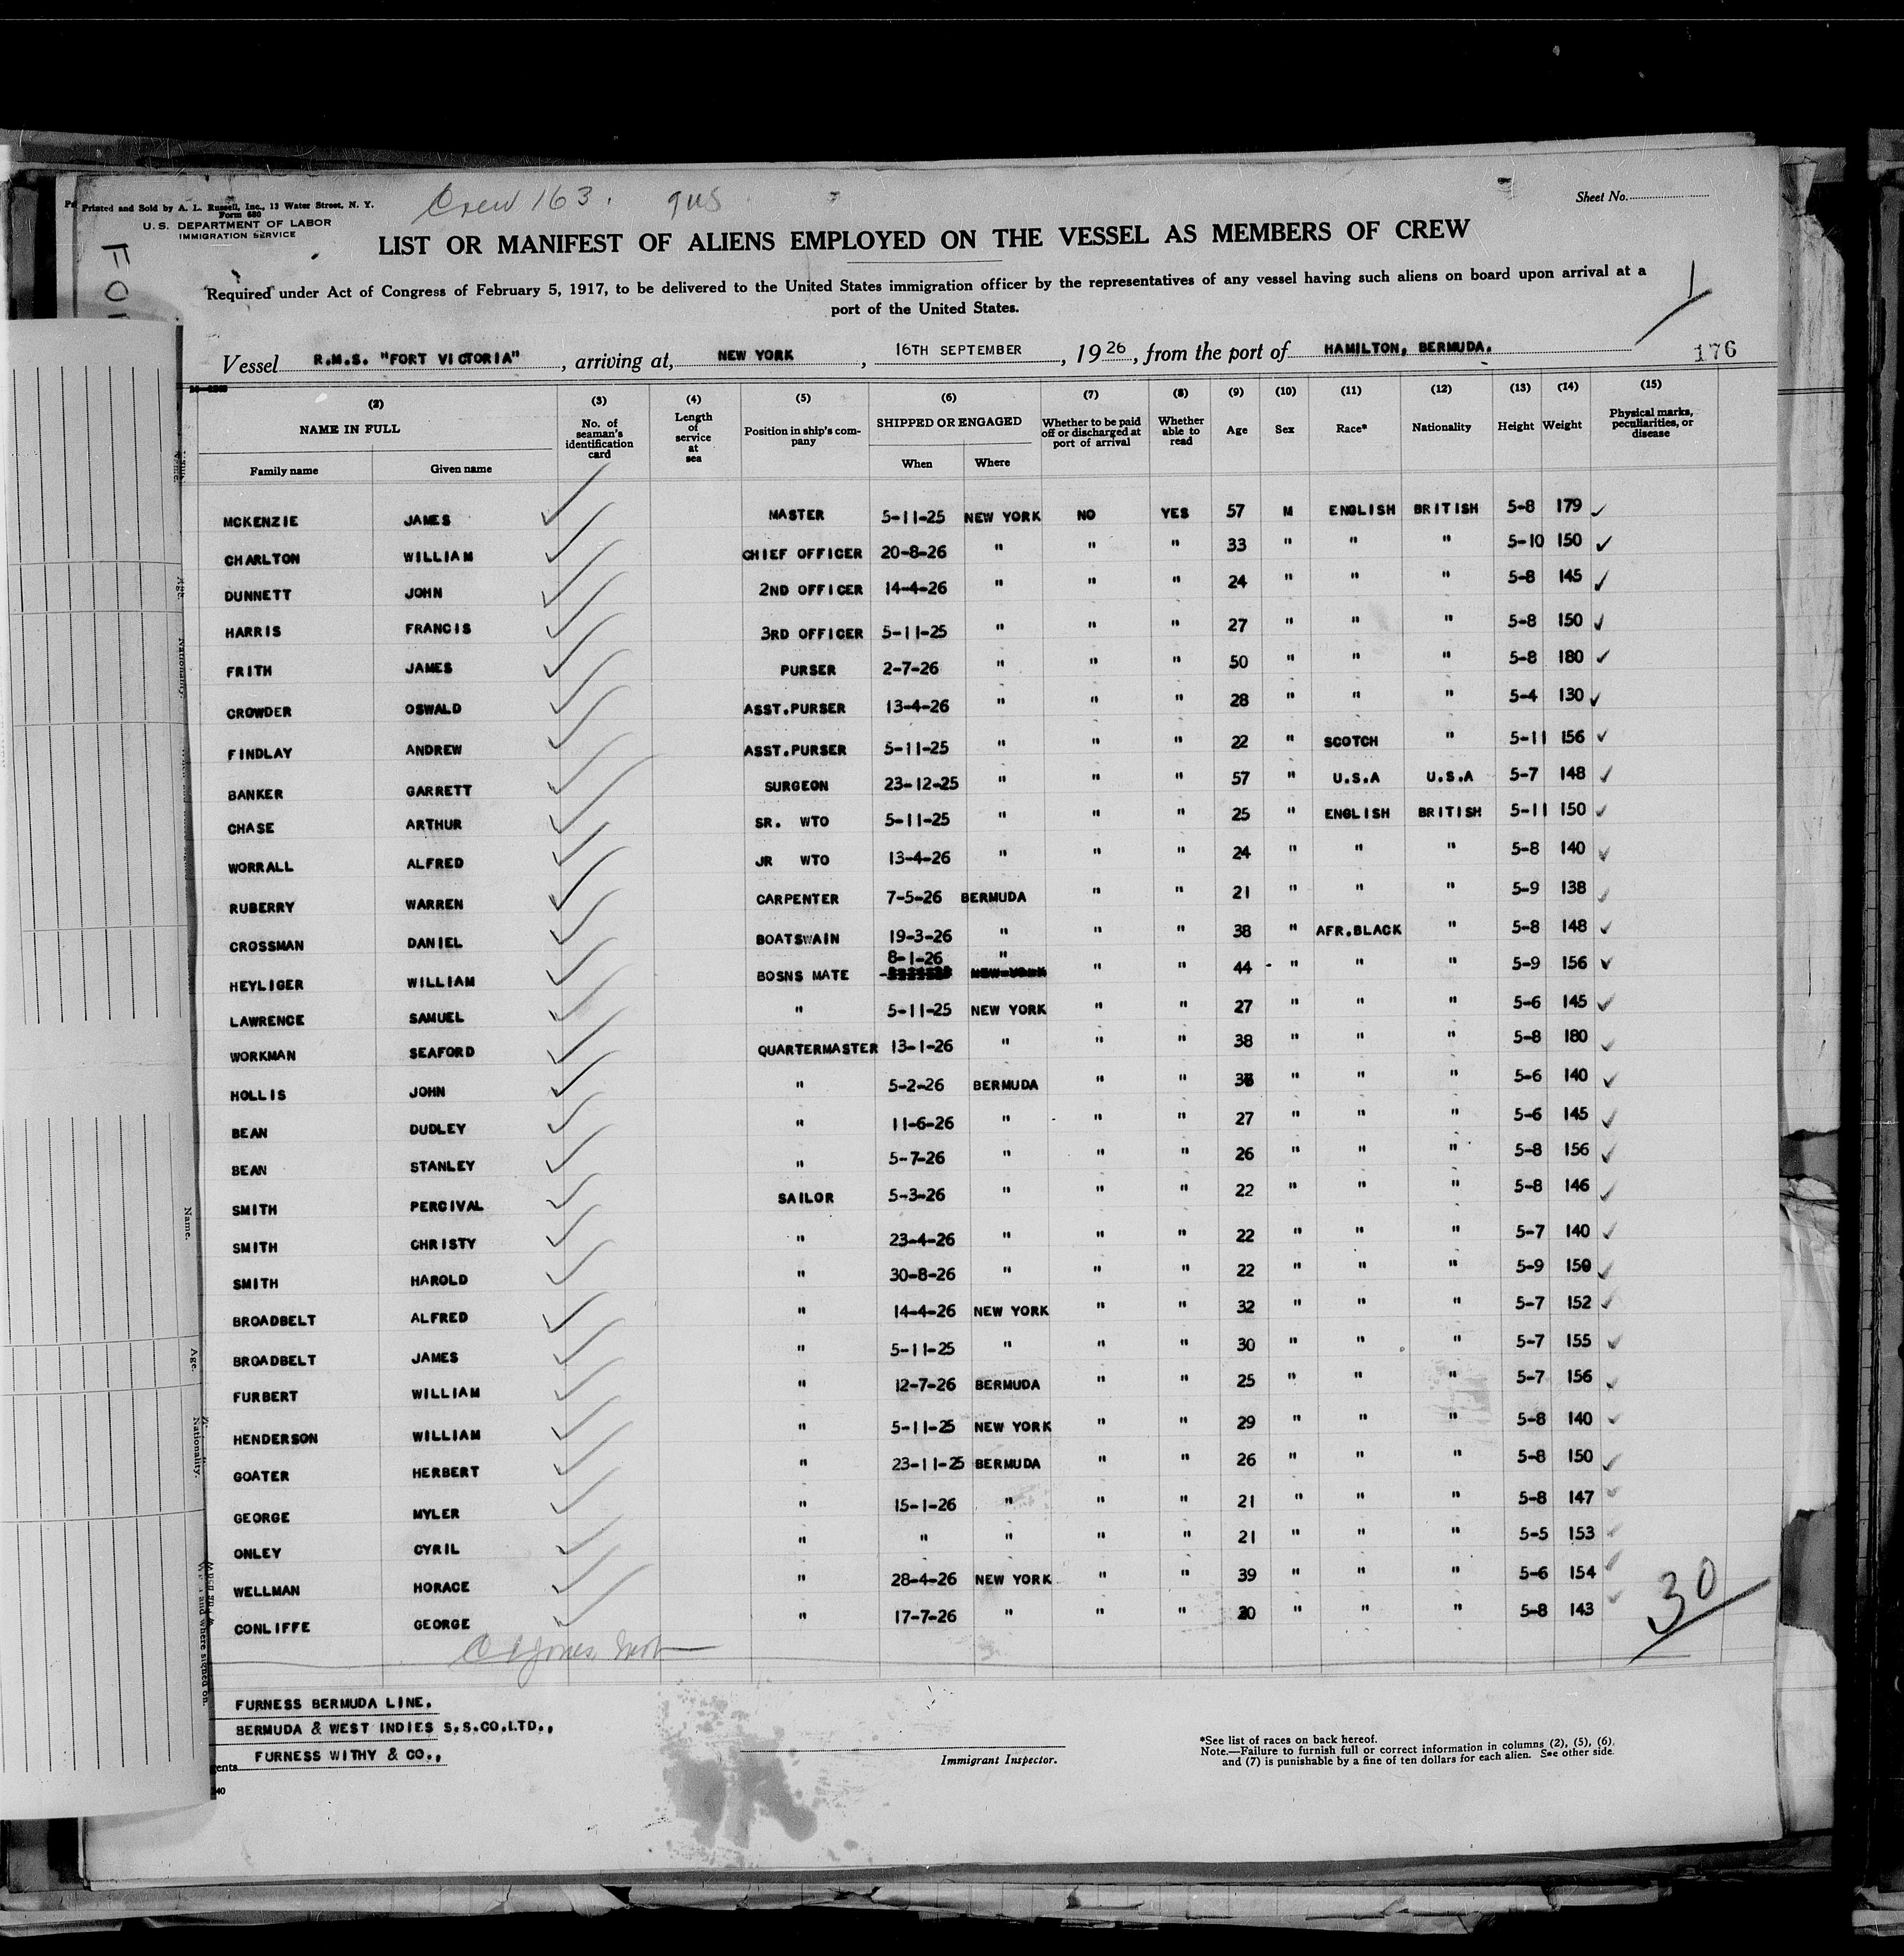 Crew 163.
Sheet No.
Printed and Sold by A. L. Russell, Inc., 13 Water Street, N. Y.
Form 680
U. S. DEPARTMENT OF LABOR
IMMIGRATION SERVICE
LIST OR MANIFEST OF ALIENS EMPLOYED ON THE VESSEL AS MEMBERS OF CREW
Required under Act of Congress of February 5, 1917, to be delivered to the United States immigration officer by the representatives of any vessel having such aliens on board upon arrival at a
port of the United States.
1
Vessel R.M.S. "FORT VICTORIA", arriving at, NEW YORK, 16TH SEPTEMBER, 1926, from the port of HAMILTON, BERMUDA.
176
(2) (3) (4) (5) (6) (7) (8) (9) (10) (11) (12) (13) (14) (15)
NAME IN FULL
Family name Given name
No. of seaman's identification card
Length of service at sea
Position in ship's company
SHIPPED OR ENGAGED
When Where
Whether to be paid off or discharged at port of arrival
Whether able to read
Age Sex Race* Nationality Height Weight
Physical marks, peculiarities, or disease
MCKENZIE JAMES MASTER 5-11-25 NEW YORK NO YES 57 M ENGLISH BRITISH 5-8 179
CHARLTON WILLIAM CHIEF OFFICER 20-8-26 " " " 33 " " " 5-10 150
DUNNETT JOHN 2ND OFFICER 14-4-26 " " " 24 " " " 5-8 145
HARRIS FRANCIS 3RD OFFICER 5-11-25 " " " 27 " " " 5-8 150
FRITH JAMES PURSER 2-7-26 " " " 50 " " " 5-8 180
CROWDER OSWALD ASST.PURSER 13-4-26 " " " 28 " " " 5-4 130
FINDLAY ANDREW ASST.PURSER 5-11-25 " " " 22 " SCOTCH " 5-11 156
BANKER GARRETT SURGEON 23-12-25 " " " 57 " U.S.A U.S.A 5-7 148
CHASE ARTHUR SR. WTO 5-11-25 " " " 25 " ENGLISH BRITISH 5-11 150
WORRALL ALFRED JR WTO 13-4-26 " " " 24 " " " 5-8 140
RUBERRY WARREN CARPENTER 7-5-26 BERMUDA " " 21 " " " 5-9 138
CROSSMAN DANIEL BOATSWAIN 19-3-26 " " " 38 " AFR.BLACK " 5-8 148
HEYLIGER WILLIAM BOSNS MATE 8-1-26 " " " 44 " " " 5-9 156
LAWRENCE SAMUEL " 5-11-25 NEW YORK " " 27 " " " 5-6 145
WORKMAN SEAFORD QUARTERMASTER 13-1-26 " " " 38 " " " 5-8 180
HOLLIS JOHN " 5-2-26 BERMUDA " " " " " 5-6 140
BEAN DUDLEY " 11-6-26 " " " 27 " " " 5-6 145
BEAN STANLEY " 5-7-26 " " " 26 " " " 5-8 156
SMITH PERCIVAL SAILOR 5-3-26 " " " 22 " " " 5-8 146
SMITH CHRISTY " 23-4-26 " " " 22 " " " 5-7 140
SMITH HAROLD " 30-8-26 " " " 22 " " " 5-9 150
BROADBELT ALFRED " 14-4-26 NEW YORK " " 32 " " " 5-7 152
BROADBELT JAMES " 5-11-25 " " " 30 " " " 5-7 155
FURBERT WILLIAM " 12-7-26 BERMUDA " " 25 " " " 5-7 156
HENDERSON WILLIAM " 5-11-25 NEW YORK " " 29 " " " 5-8 140
GOATER HERBERT " 23-11-25 BERMUDA " " 26 " " " 5-8 150
GEORGE MYLER " 15-1-26 " " " 21 " " " 5-8 147
ONLEY CYRIL " " " " " 21 " " " 5-5 153
WELLMAN HORACE " 28-4-26 NEW YORK " " 39 " " " 5-6 154
CONLIFFE GEORGE " 17-7-26 " " " " " " 5-8 143
30
FURNESS BERMUDA LINE.
BERMUDA & WEST INDIES S.S.CO.LTD.,
FURNESS WITHY & CO.,
Immigrant Inspector.
*See list of races on back hereof.
Note.—Failure to furnish full or correct information in columns (2), (5), (6),
and (7) is punishable by a fine of ten dollars for each alien. See other side.
Age.
Nationality.
Name.
Age.
Nationality.